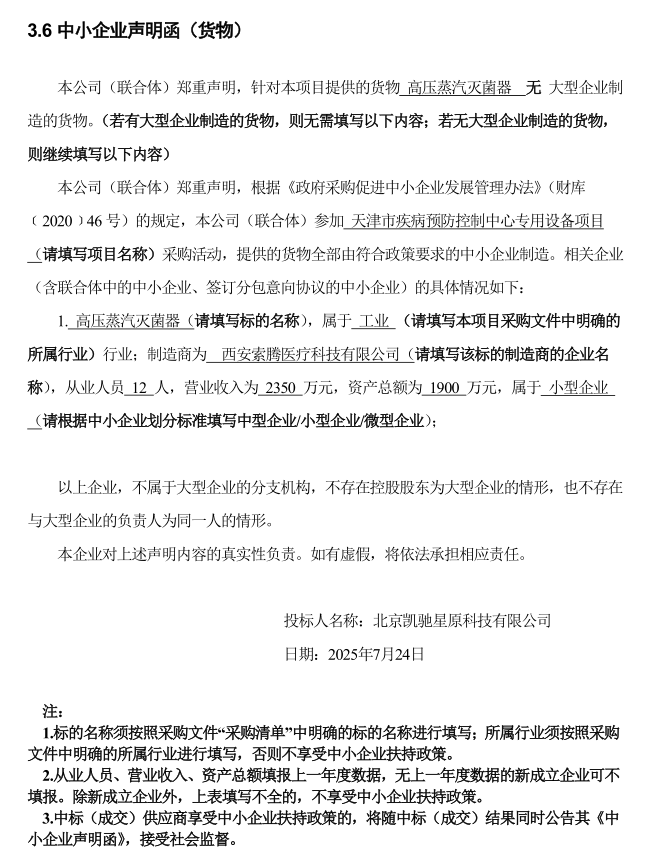 3.6 中小企业声明函（货物）
本公司（联合体）郑重声明，针对本项目提供的货物 高压蒸汽灭菌器 无 大型企业制
造的货物。（若有大型企业制造的货物，则无需填写以下内容；若无大型企业制造的货物，
则继续填写以下内容）
本公司（联合体）郑重声明，根据《政府采购促进中小企业发展管理办法》（财库
﹝2020﹞46 号）的规定，本公司（联合体）参加 天津市疾病预防控制中心专用设备项目
（请填写项目名称）采购活动，提供的货物全部由符合政策要求的中小企业制造。相关企业
（含联合体中的中小企业、签订分包意向协议的中小企业）的具体情况如下：
1. 高压蒸汽灭菌器（请填写标的名称），属于 工业 （请填写本项目采购文件中明确的
所属行业）行业；制造商为 西安索腾医疗科技有限公司（请填写该标的制造商的企业名
称），从业人员 12 人，营业收入为 2350 万元，资产总额为 1900 万元，属于 小型企业
（请根据中小企业划分标准填写中型企业/小型企业/微型企业）；
以上企业，不属于大型企业的分支机构，不存在控股股东为大型企业的情形，也不存在
与大型企业的负责人为同一人的情形。
本企业对上述声明内容的真实性负责。如有虚假，将依法承担相应责任。
投标人名称：北京凯驰星原科技有限公司
日期：2025年7月24日
注：
1.标的名称须按照采购文件“采购清单”中明确的标的名称进行填写；所属行业须按照采购
文件中明确的所属行业进行填写，否则不享受中小企业扶持政策。
2.从业人员、营业收入、资产总额填报上一年度数据，无上一年度数据的新成立企业可不
填报。除新成立企业外，上表填写不全的，不享受中小企业扶持政策。
3.中标（成交）供应商享受中小企业扶持政策的，将随中标（成交）结果同时公告其《中
小企业声明函》，接受社会监督。